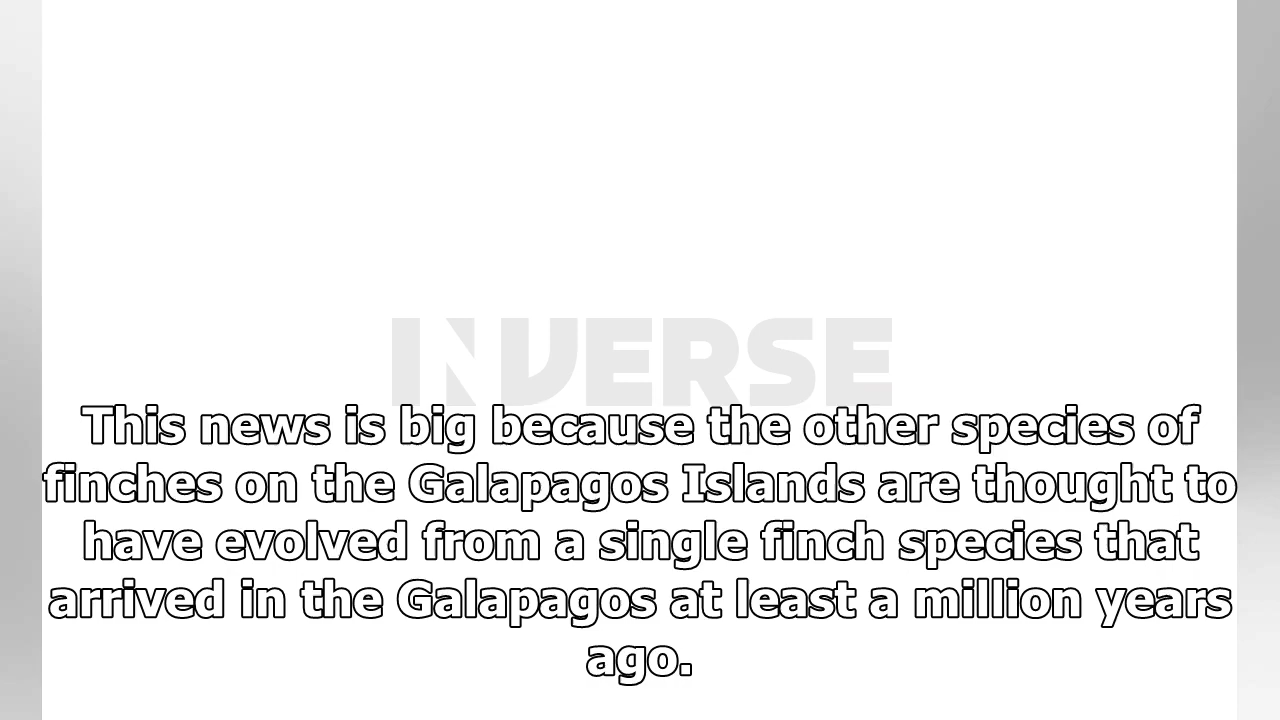 INVERSE
This news is big because the other species of
finches on the Galapagos Islands are thought to
have evolved from a single finch species that
arrived in the Galapagos at least a million years
ago.